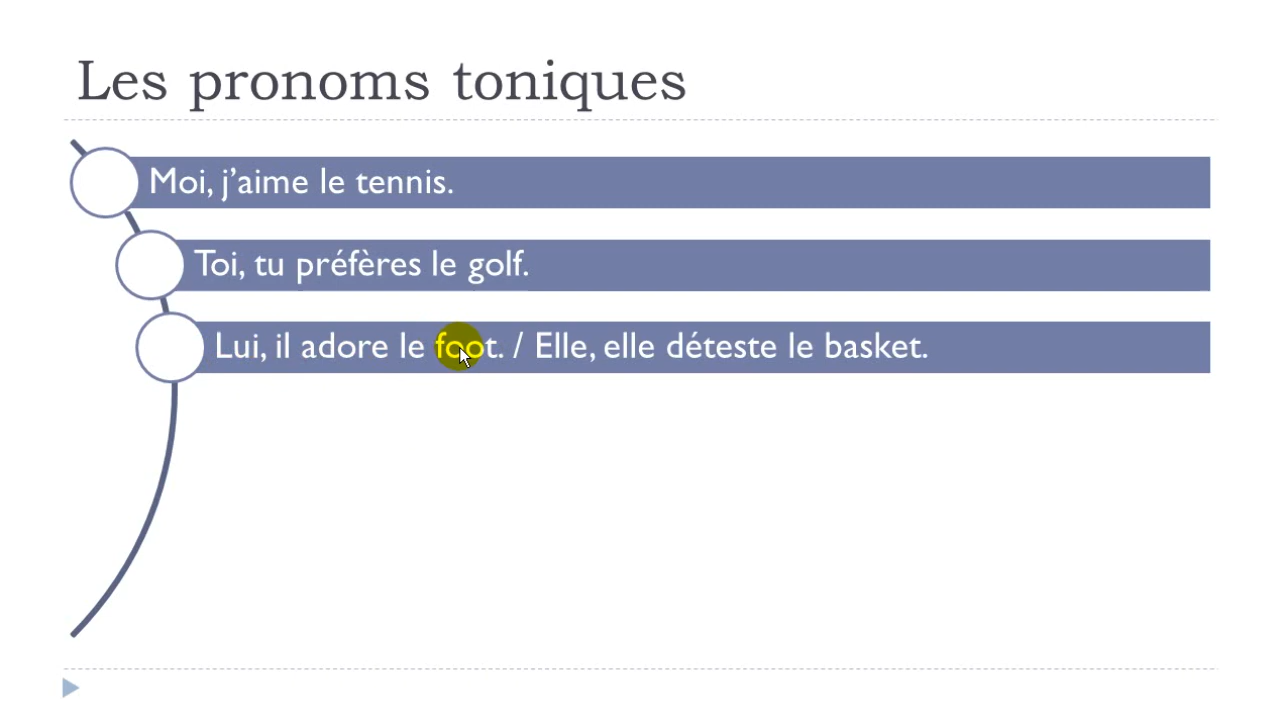 Les pronoms toniques
Moi, j’aime le tennis.
Toi, tu préfères le golf.
Lui, il adore le foot. / Elle, elle déteste le basket.